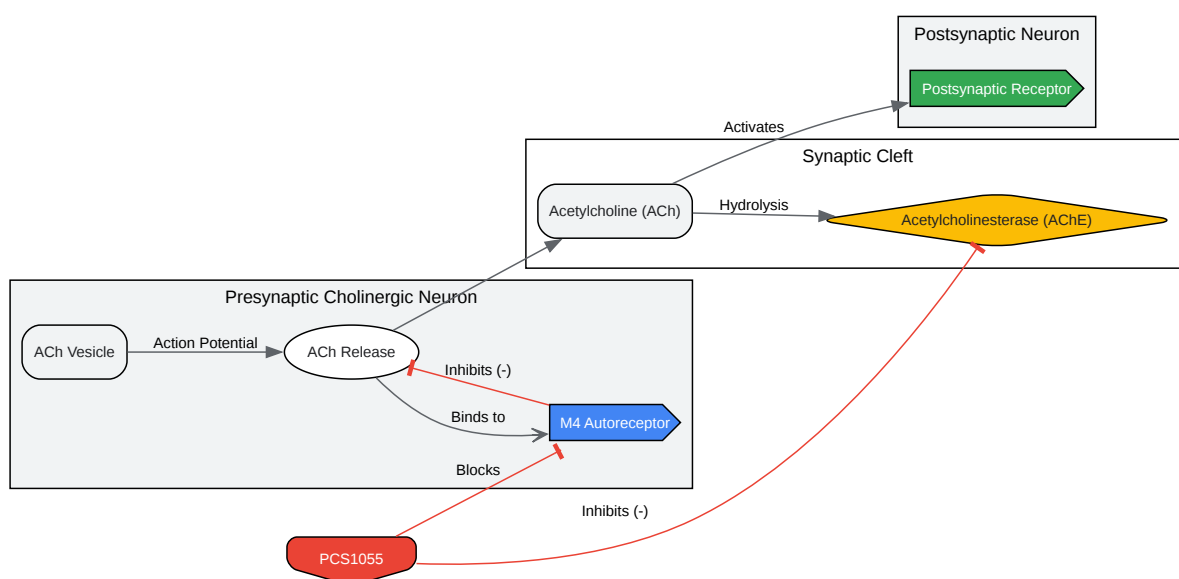 Postsynaptic Neuron
Postsynaptic Receptor
Activates
Synaptic Cleft
Acetylcholine (ACh)
Hydrolysis
Acetylcholinesterase (AChE)
Presynaptic Cholinergic Neuron
ACh Vesicle
Action Potential
ACh Release
Inhibits (-)
Binds to
M4 Autoreceptor
Blocks
Inhibits (-)
PCS1055